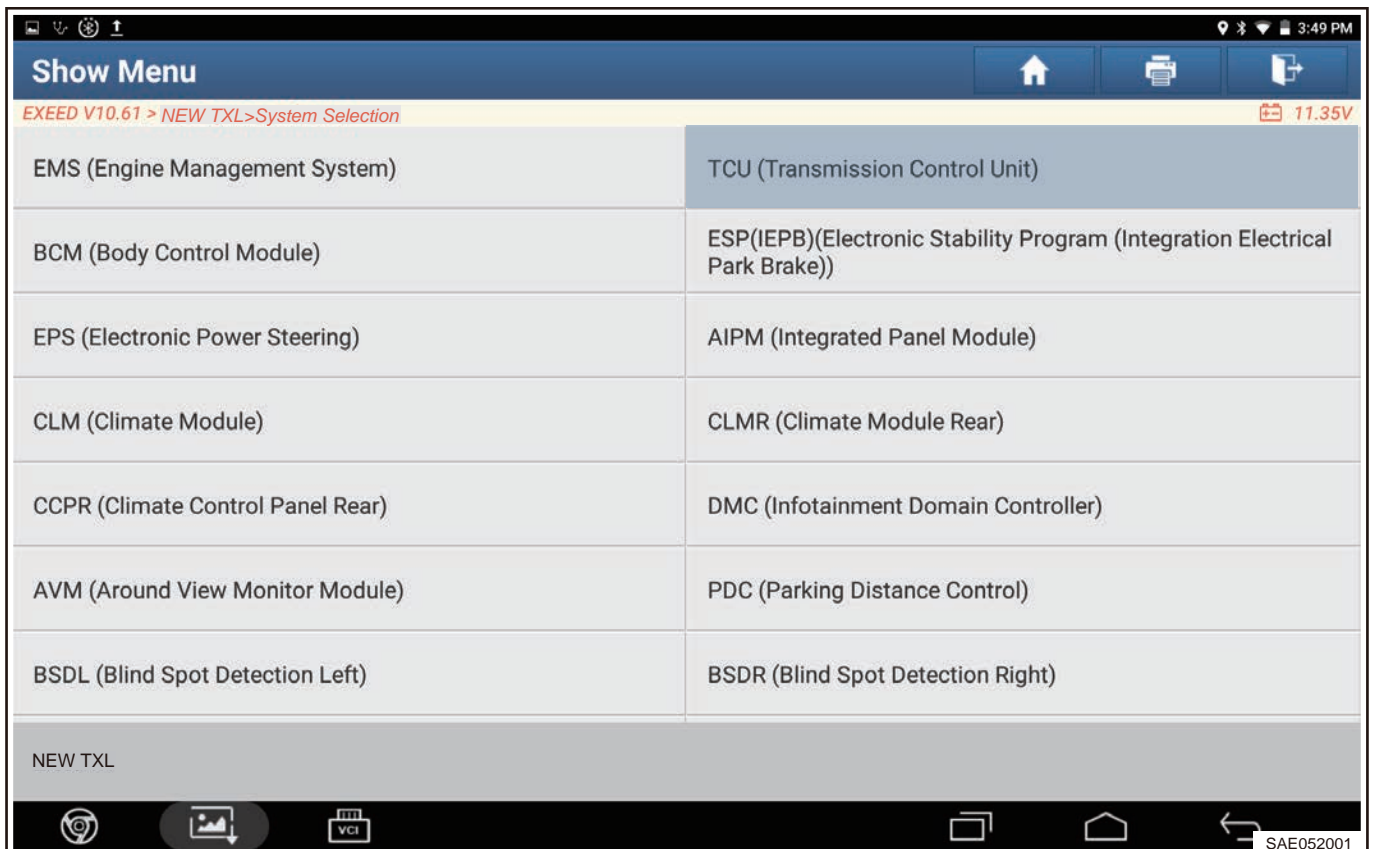 3:49 PM
Show Menu
EXEED V10.61 > NEW TXL>System Selection
11.35V
EMS (Engine Management System)
TCU (Transmission Control Unit)
BCM (Body Control Module)
ESP(IEPB)(Electronic Stability Program (Integration Electrical
Park Brake))
EPS (Electronic Power Steering)
AIPM (Integrated Panel Module)
CLM (Climate Module)
CLMR (Climate Module Rear)
CCPR (Climate Control Panel Rear)
DMC (Infotainment Domain Controller)
AVM (Around View Monitor Module)
PDC (Parking Distance Control)
BSDL (Blind Spot Detection Left)
BSDR (Blind Spot Detection Right)
NEW TXL
VCI
SAE052001